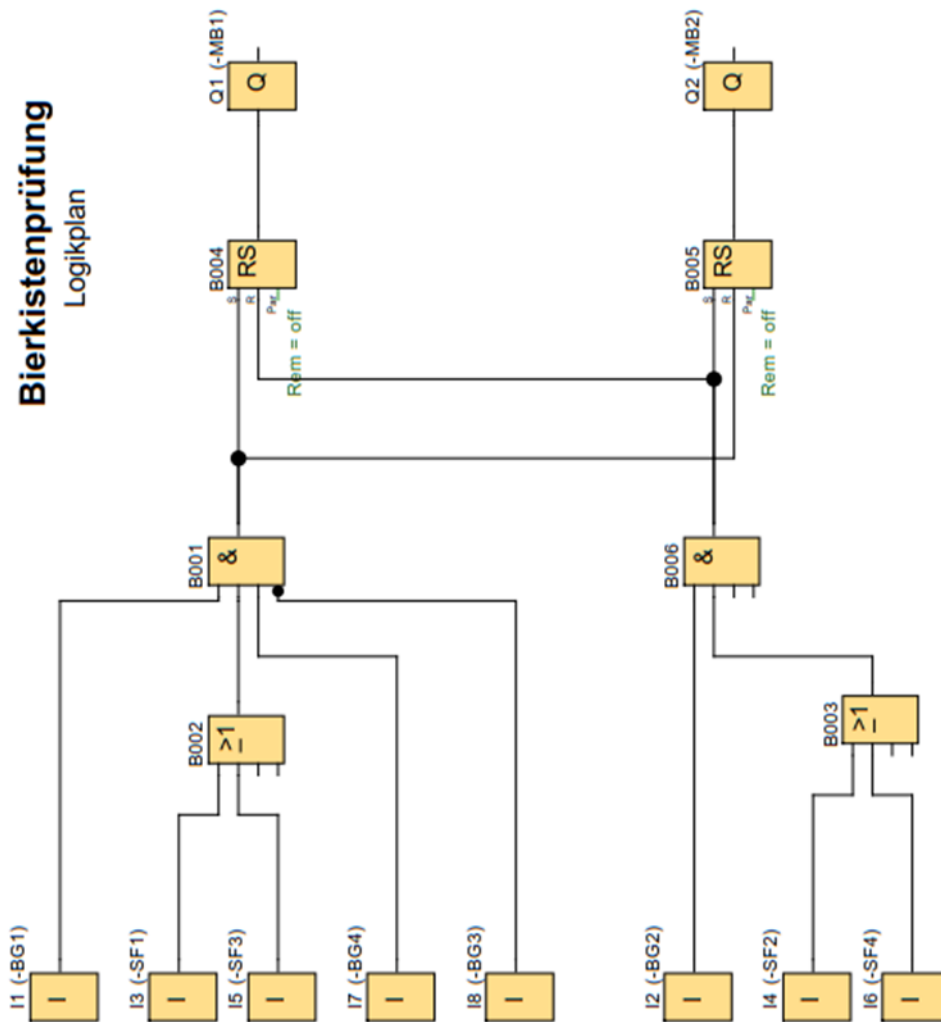 Bierkistenprüfung
Logikplan
I1 (-BG1)
I
I3 (-SF1)
I
I5 (-SF3)
I
I7 (-BG4)
I
I8 (-BG3)
I
I2 (-BG2)
I
I4 (-SF2)
I
I6 (-SF4)
I
B002
>1
B003
>1
B001
&
B006
&
B004
RS
S
R
Par
Rem = off
B005
RS
S
R
Par
Rem = off
Q1 (-MB1)
Q
Q2 (-MB2)
Q